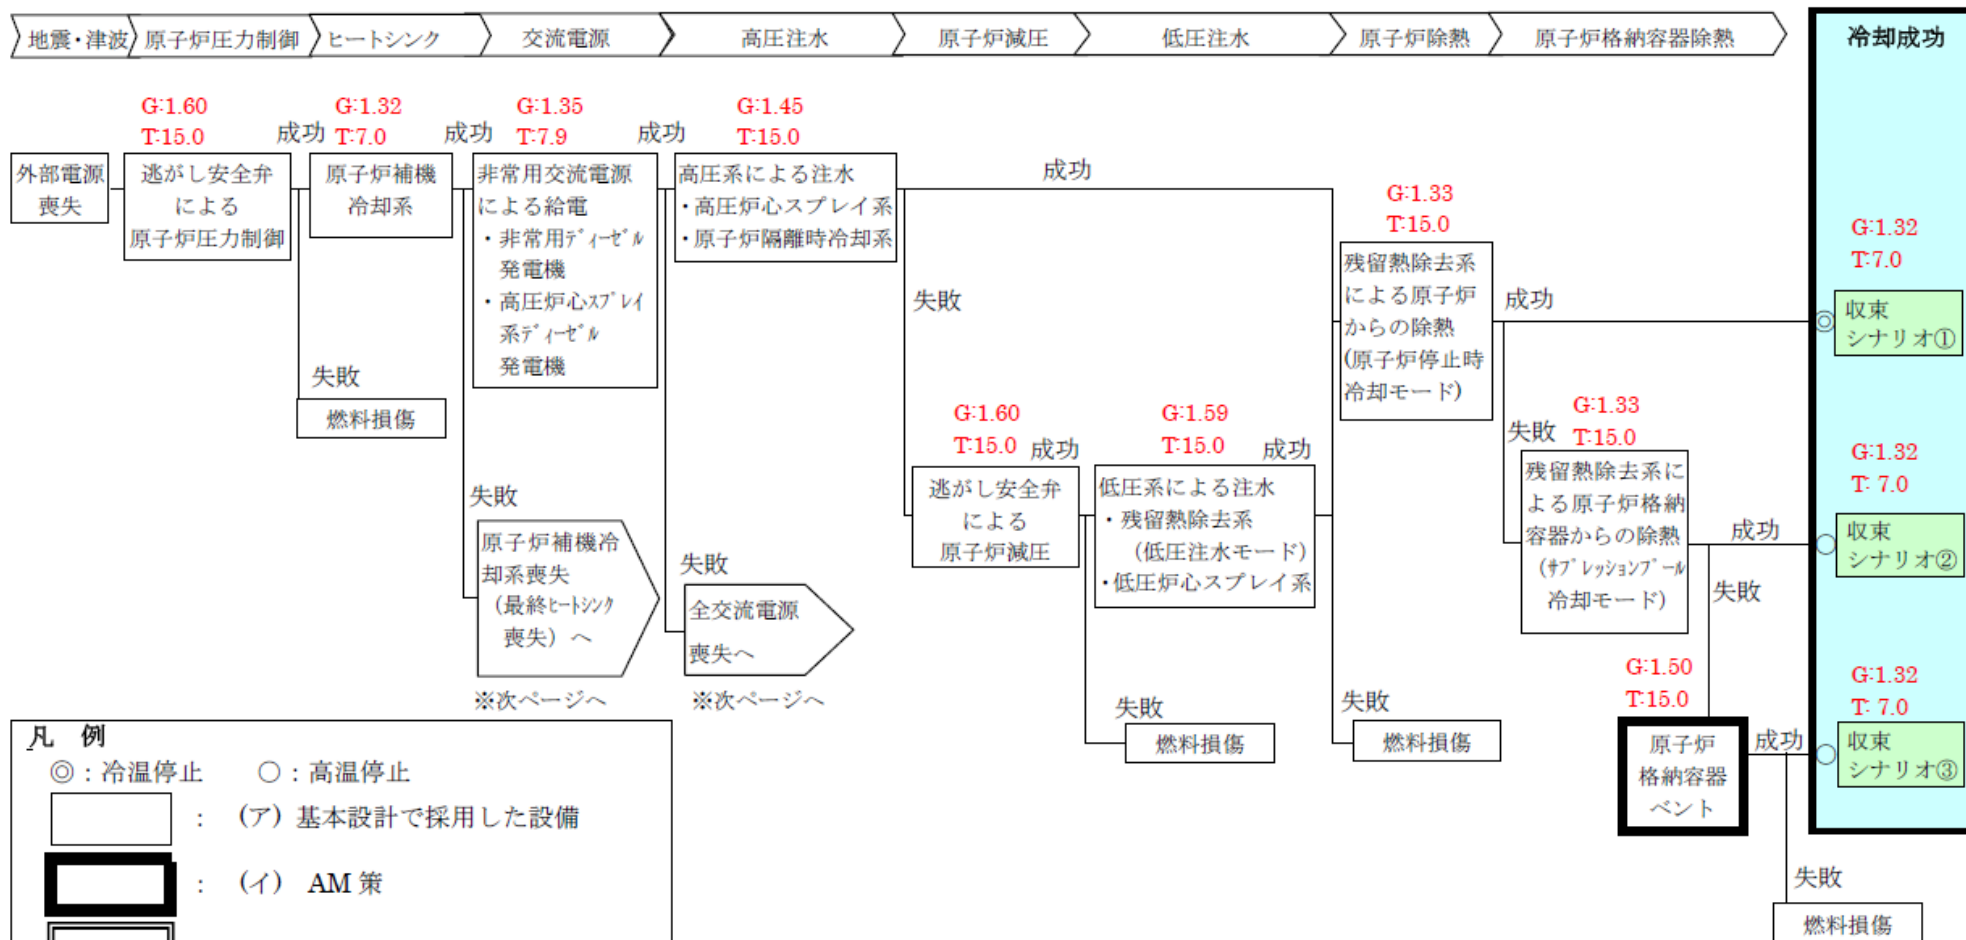 地震・津波 原子炉圧力制御 ヒートシンク 交流電源 高圧注水 原子炉減圧 低圧注水 原子炉除熱 原子炉格納容器除熱
冷却成功
G:1.60
T:15.0
成功
G:1.32
T:7.0
成功
G:1.35
T:7.9
成功
G:1.45
T:15.0
外部電源
喪失
逃がし安全弁
による
原子炉圧力制御
原子炉補機
冷却系
非常用交流電源
による給電
・非常用ディーゼル
発電機
・高圧炉心スプレイ
系ディーゼル
発電機
高圧系による注水
・高圧炉心スプレイ系
・原子炉隔離時冷却系
成功
G:1.33
T:15.0
残留熱除去系
による原子炉
からの除熱
(原子炉停止時
冷却モード)
成功
G:1.32
T:7.0
◎
収束
シナリオ①
失敗
失敗
燃料損傷
G:1.60
T:15.0
成功
逃がし安全弁
による
原子炉減圧
G:1.59
T:15.0
成功
低圧系による注水
・残留熱除去系
（低圧注水モード）
・低圧炉心スプレイ系
失敗
G:1.33
T:15.0
残留熱除去系に
よる原子炉格納
容器からの除熱
（サプレッションプール
冷却モード）
成功
G:1.32
T:7.0
○
収束
シナリオ②
失敗
失敗
原子炉補機冷
却系喪失
（最終ヒートシンク
喪失）へ
※次ページへ
失敗
全交流電源
喪失へ
※次ページへ
失敗
燃料損傷
失敗
燃料損傷
G:1.50
T:15.0
原子炉
格納容器
ベント
成功
G:1.32
T:7.0
○
収束
シナリオ③
失敗
燃料損傷
凡 例
◎：冷温停止 ○：高温停止
： (ア) 基本設計で採用した設備
： (イ) AM 策